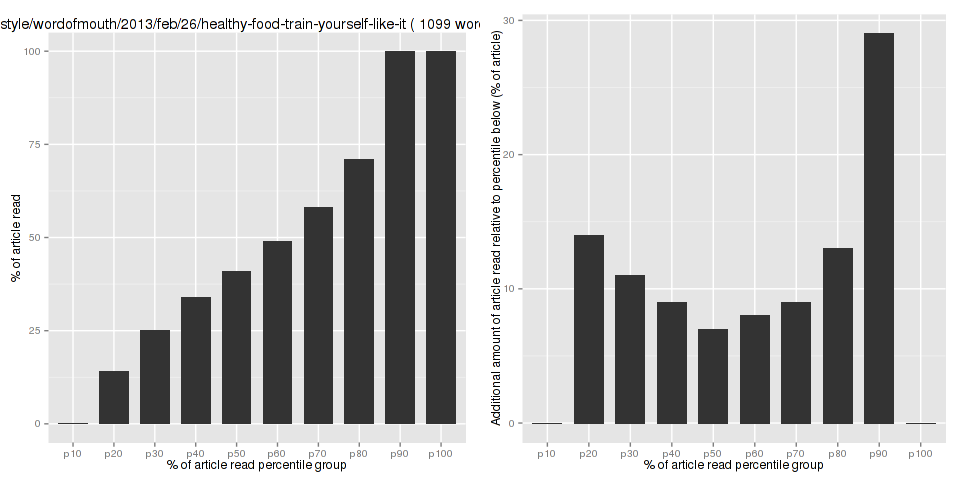 style/wordofmouth/2013/feb/26/healthy-food-train-yourself-like-it ( 1099 wor
% of article read
100
75
50
25
0
p10 p20 p30 p40 p50 p60 p70 p80 p90 p100
% of article read percentile group
Additional amount of article read relative to percentile below (% of article)
30
20
10
0
p10 p20 p30 p40 p50 p60 p70 p80 p90 p100
% of article read percentile group